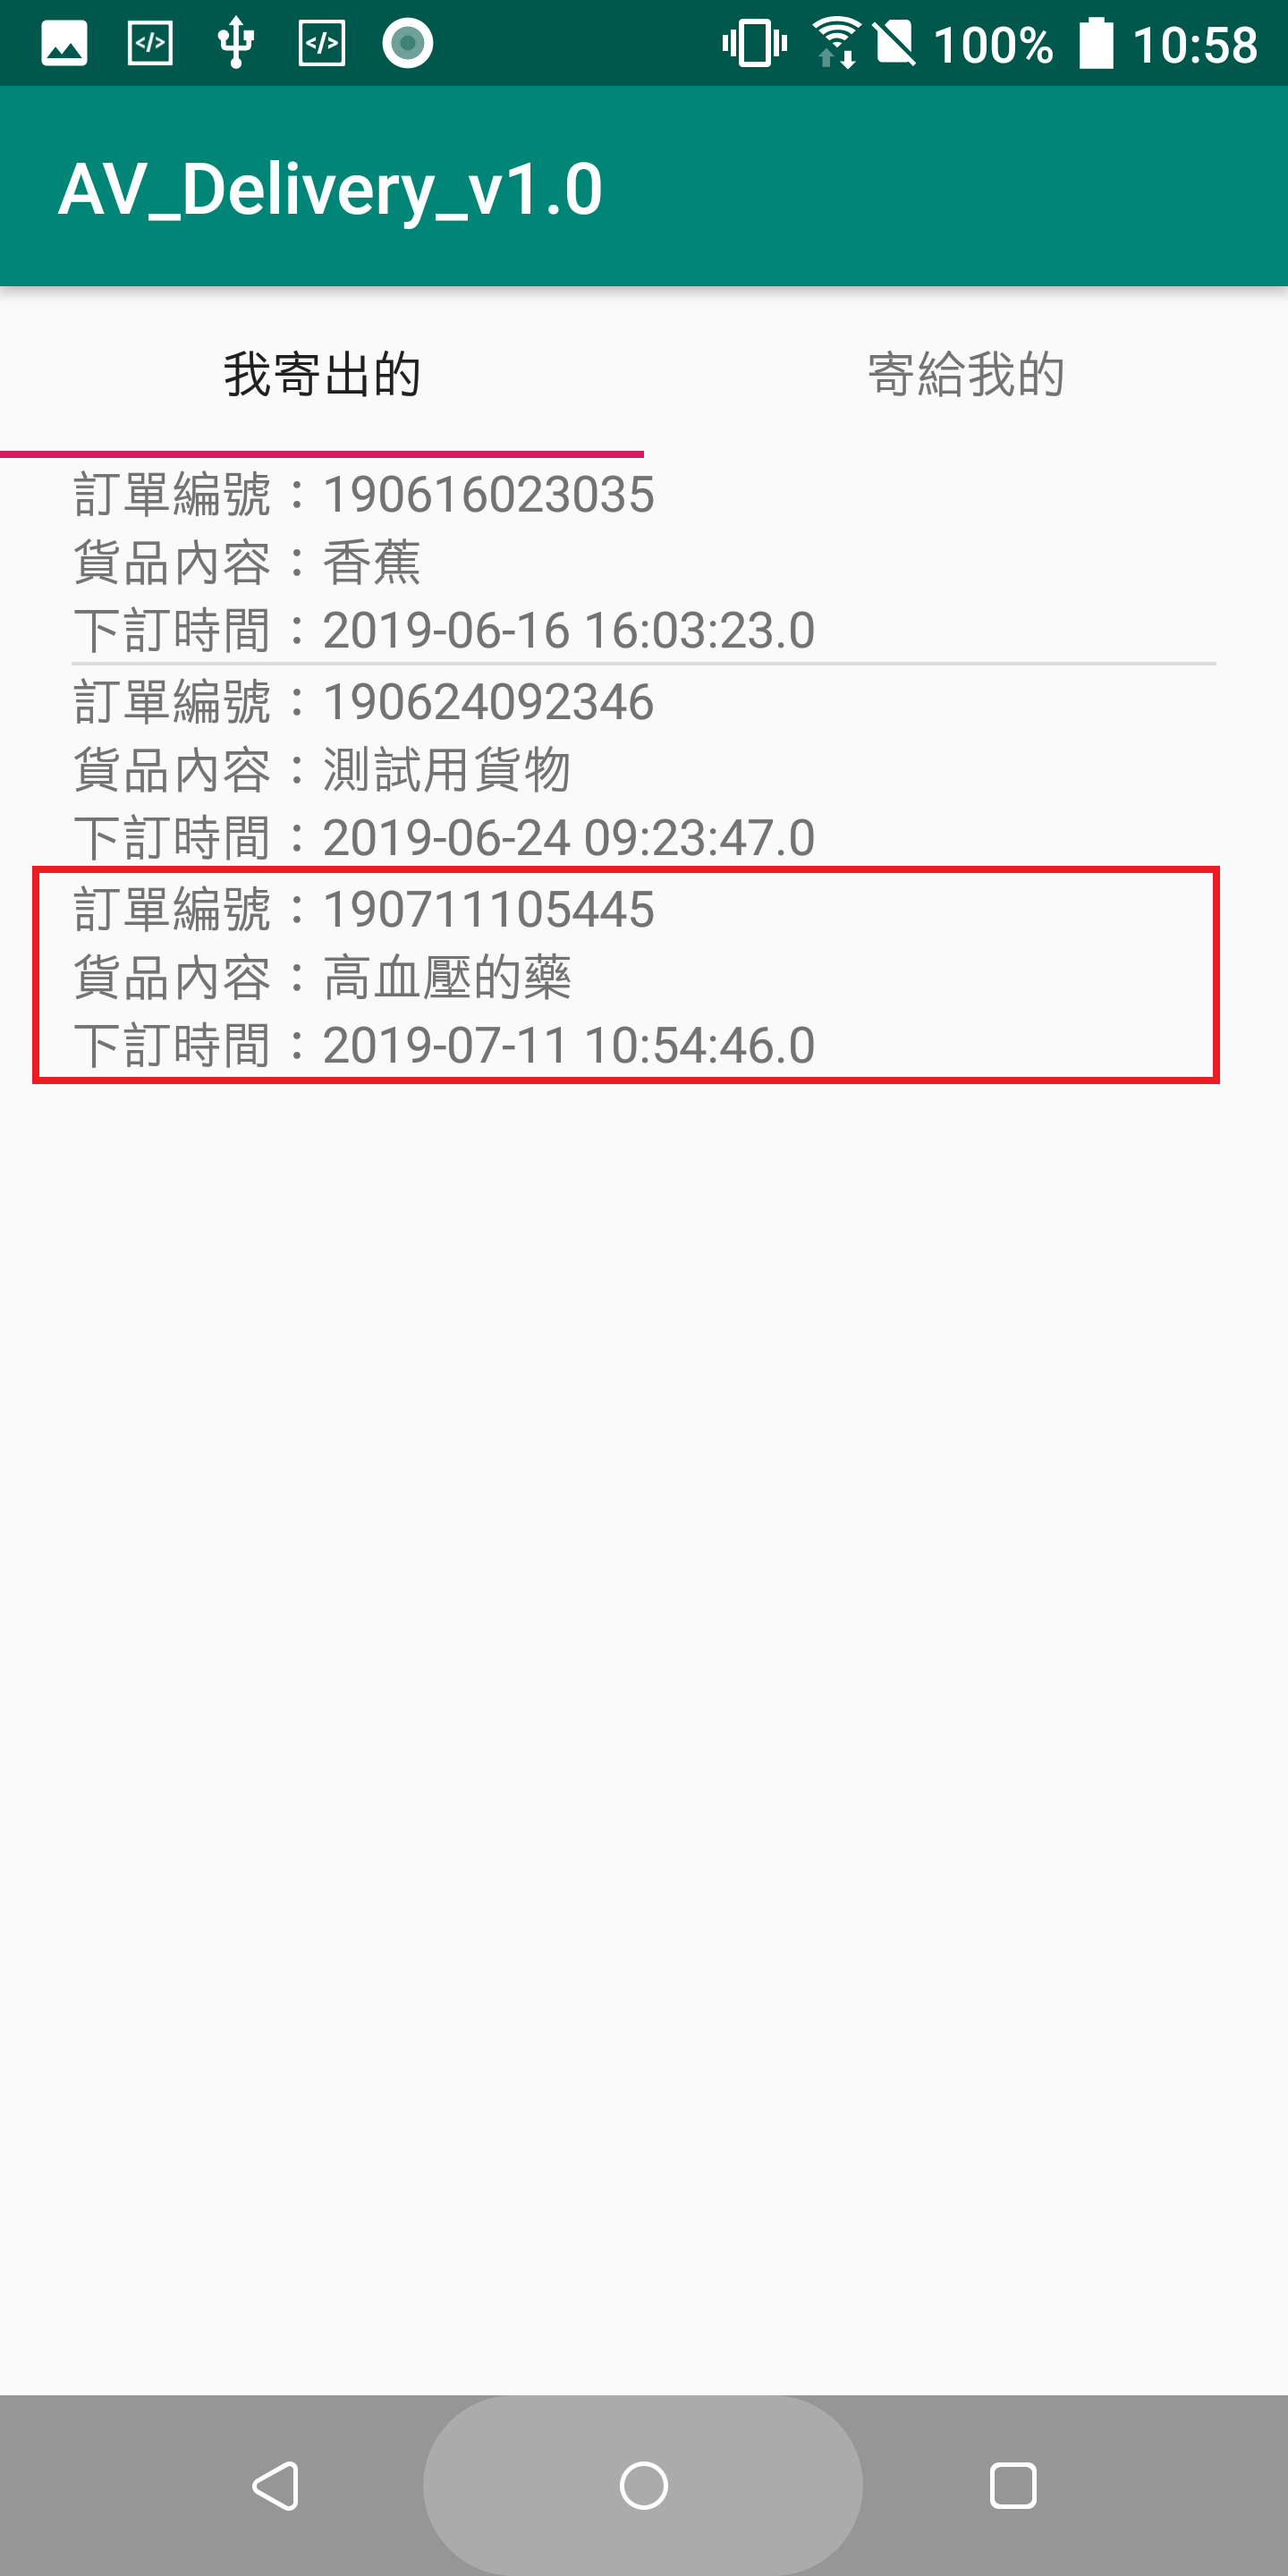 100% 10:58
AV_Delivery_v1.0
我寄出的 寄給我的
訂單編號：190616023035
貨品內容：香蕉
下訂時間：2019-06-16 16:03:23.0
訂單編號：190624092346
貨品內容：測試用貨物
下訂時間：2019-06-24 09:23:47.0
訂單編號：190711105445
貨品內容：高血壓的藥
下訂時間：2019-07-11 10:54:46.0